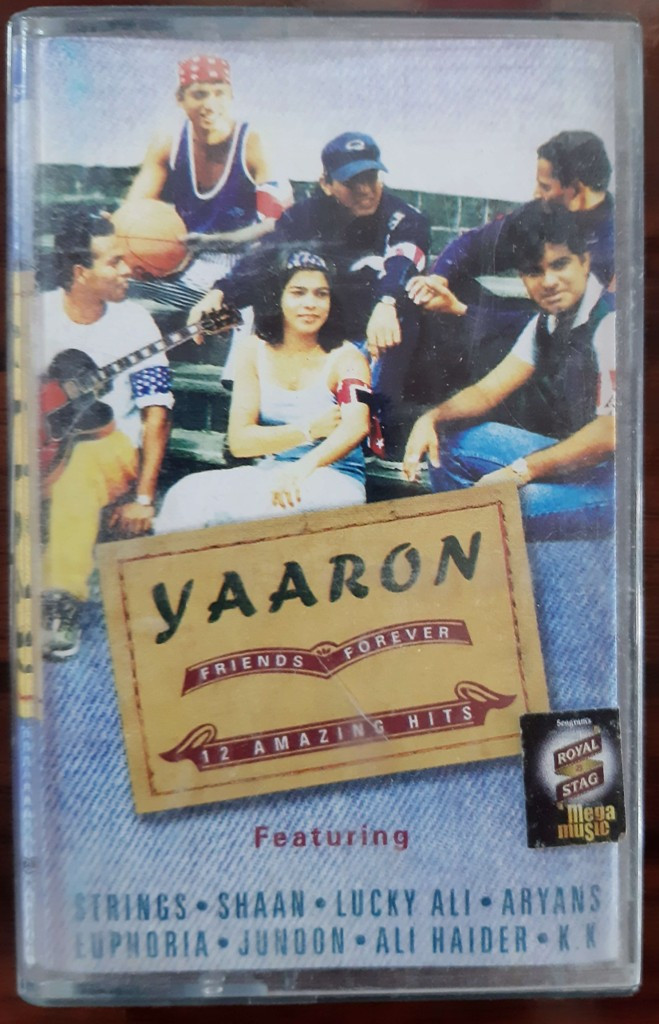 YAARON
FRIENDS FOREVER
12 AMAZING HITS
Seagram's
ROYAL
STAG
Mega
music
Featuring
STRINGS • SHAAN • LUCKY ALI • ARYANS
EUPHORIA • JUNOON • ALI HAIDER • K.K